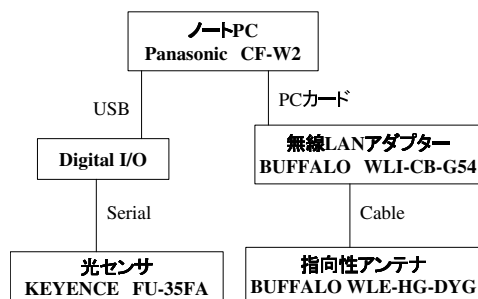 ノートPC
Panasonic CF-W2
USB
PCカード
Digital I/O
無線LANアダプター
BUFFALO WLI-CB-G54
Serial
Cable
光センサ
KEYENCE FU-35FA
指向性アンテナ
BUFFALO WLE-HG-DYG